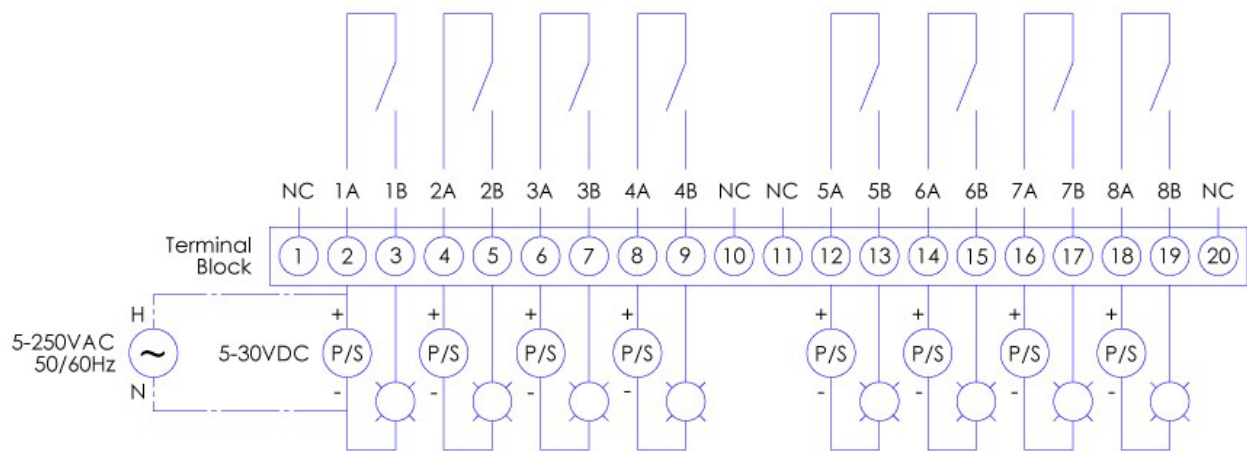 NC 1A 1B 2A 2B 3A 3B 4A 4B NC NC 5A 5B 6A 6B 7A 7B 8A 8B NC
Terminal
Block
1 2 3 4 5 6 7 8 9 10 11 12 13 14 15 16 17 18 19 20
H + + + + + + + +
5-250VAC
50/60Hz
~ 5-30VDC P/S P/S P/S P/S P/S P/S P/S P/S
N - - - - - - - -